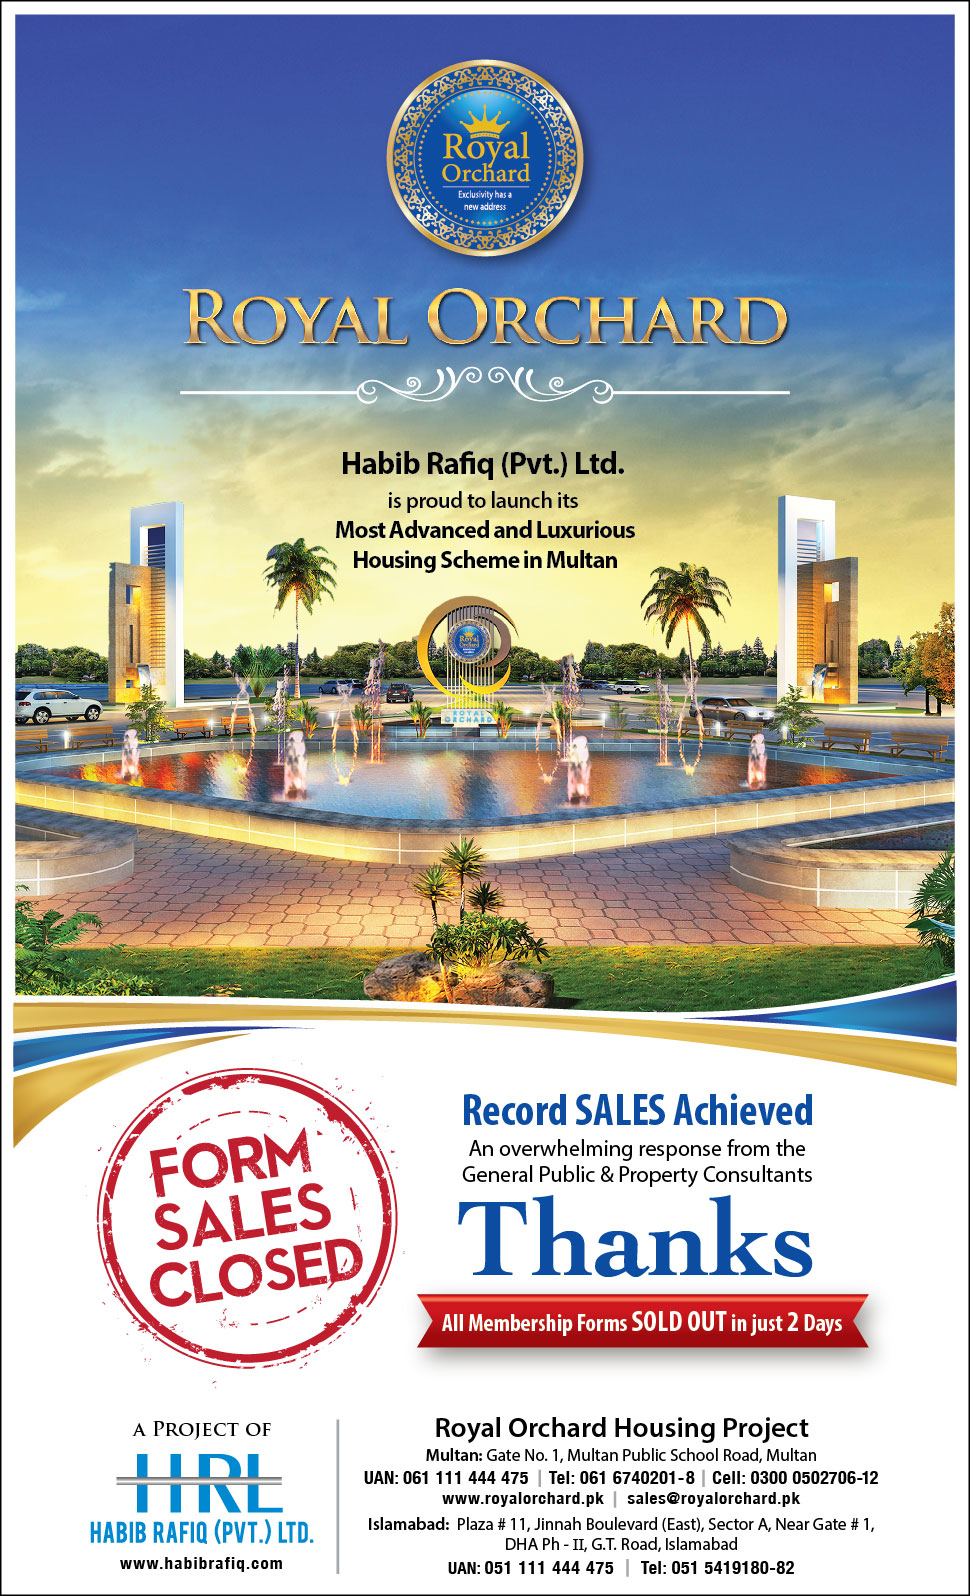 Royal
Orchard
Exclusivity has a
new address
ROYAL ORCHARD
Habib Rafiq (Pvt.) Ltd.
is proud to launch its
Most Advanced and Luxurious
Housing Scheme in Multan
Royal
Orchard
ROYAL
ORCHARD
FORM
SALES
CLOSED
Record SALES Achieved
An overwhelming response from the
General Public & Property Consultants
Thanks
All Membership Forms SOLD OUT in just 2 Days
A PROJECT OF
HRL
HABIB RAFIQ (PVT.) LTD.
www.habibrafiq.com
Royal Orchard Housing Project
Multan: Gate No. 1, Multan Public School Road, Multan
UAN: 061 111 444 475 | Tel: 061 6740201-8 | Cell: 0300 0502706-12
www.royalorchard.pk | sales@royalorchard.pk
Islamabad: Plaza # 11, Jinnah Boulevard (East), Sector A, Near Gate # 1,
DHA Ph - II, G.T. Road, Islamabad
UAN: 051 111 444 475 | Tel: 051 5419180-82